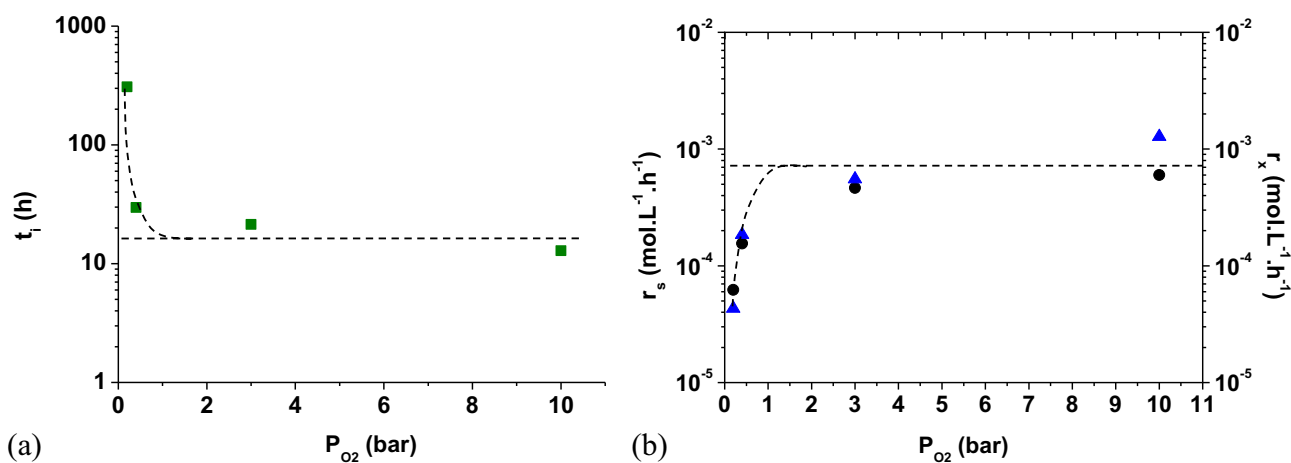 1000
100
10
1
t_i (h)
0 2 4 6 8 10
P_O2 (bar)
(a)
10^-2
10^-3
10^-4
10^-5
r_s (mol.L^-1.h^-1)
0 1 2 3 4 5 6 7 8 9 10 11
P_O2 (bar)
10^-2
10^-3
10^-4
10^-5
r_x (mol.L^-1.h^-1)
(b)